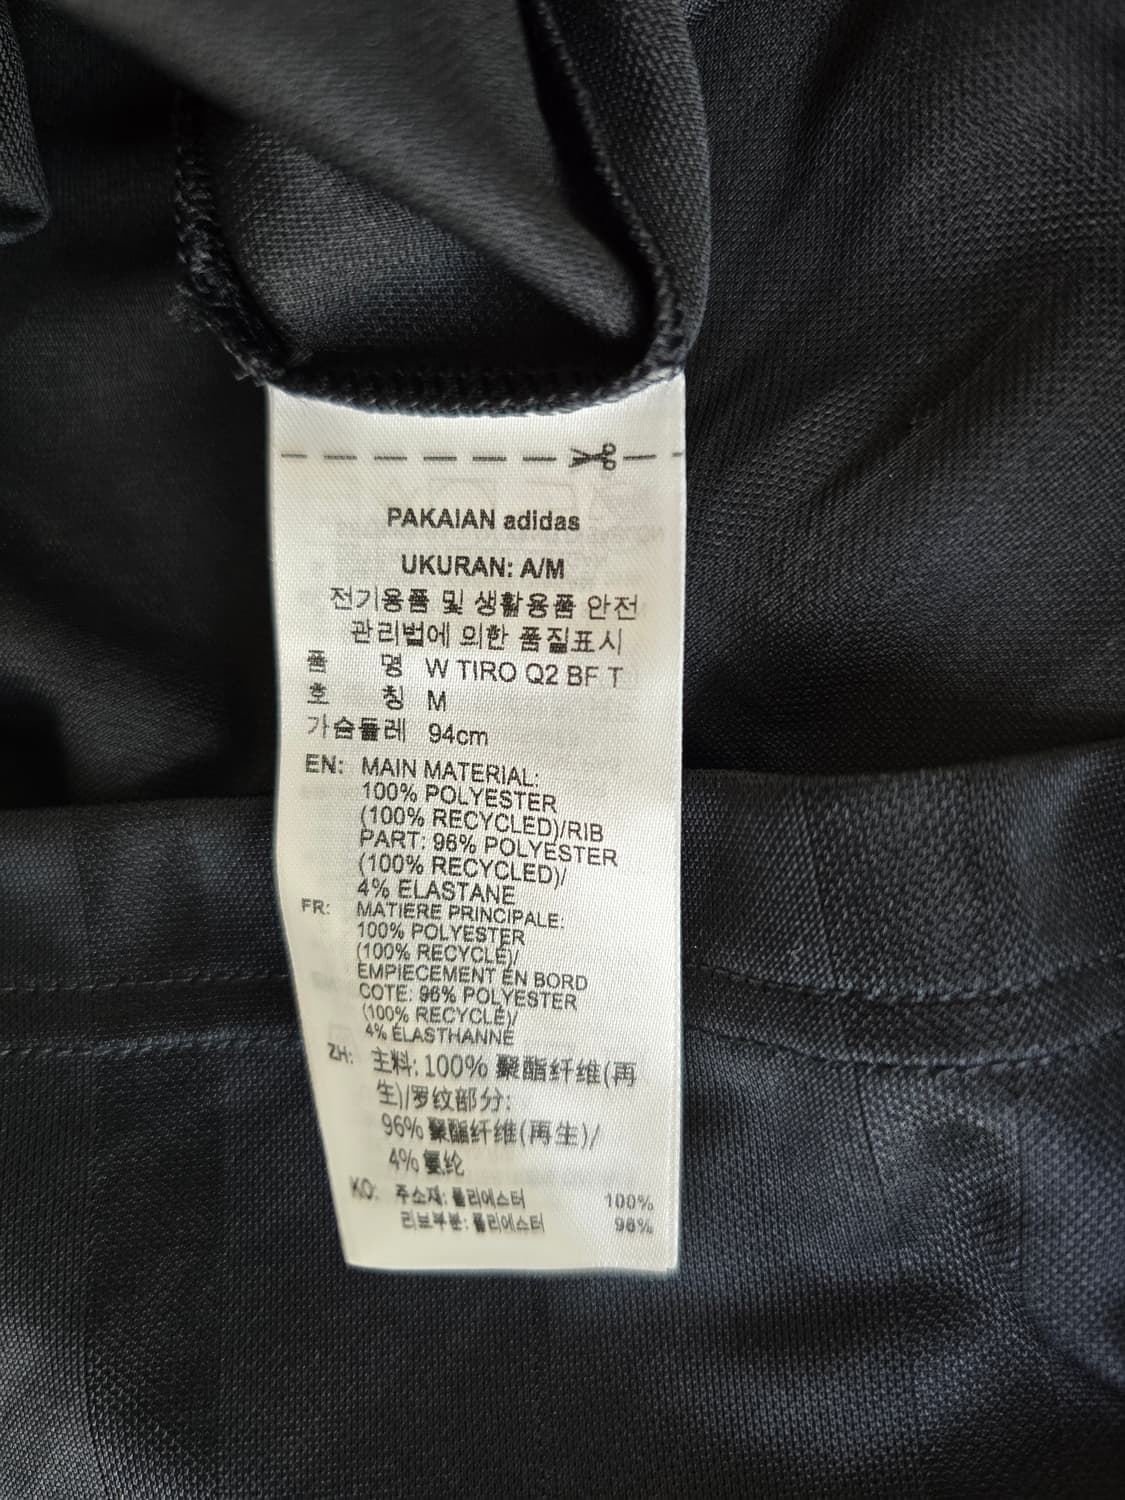 PAKAIAN adidas
UKURAN: A/M
전기용품 및 생활용품 안전
관리법에 의한 품질표시
품 명 W TIRO Q2 BF T
호 칭 M
가슴둘레 94cm
EN: MAIN MATERIAL:
100% POLYESTER
(100% RECYCLED)/RIB
PART: 96% POLYESTER
(100% RECYCLED)/
4% ELASTANE
FR: MATIERE PRINCIPALE:
100% POLYESTER
(100% RECYCLÉ)/
EMPIECEMENT EN BORD
COTE: 96% POLYESTER
(100% RECYCLÉ)/
4% ELASTHANNE
ZH: 主料: 100% 聚酯纤维(再
生)/罗纹部分:
96% 聚酯纤维(再生)/
4% 氨纶
KO: 주소재: 폴리에스터 100%
리브부분: 폴리에스터 96%